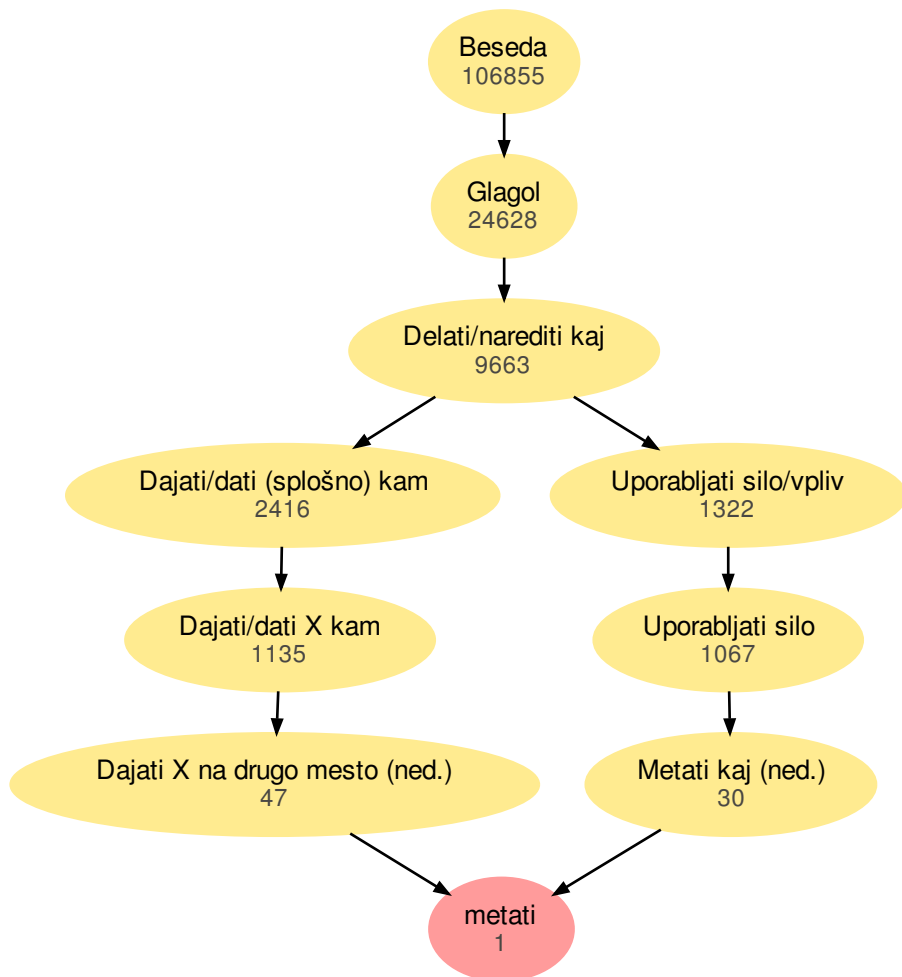 Beseda
106855
Glagol
24628
Delati/narediti kaj
9663
Dajati/dati (splošno) kam
2416
Uporabljati silo/vpliv
1322
Dajati/dati X kam
1135
Uporabljati silo
1067
Dajati X na drugo mesto (ned.)
47
Metati kaj (ned.)
30
metati
1